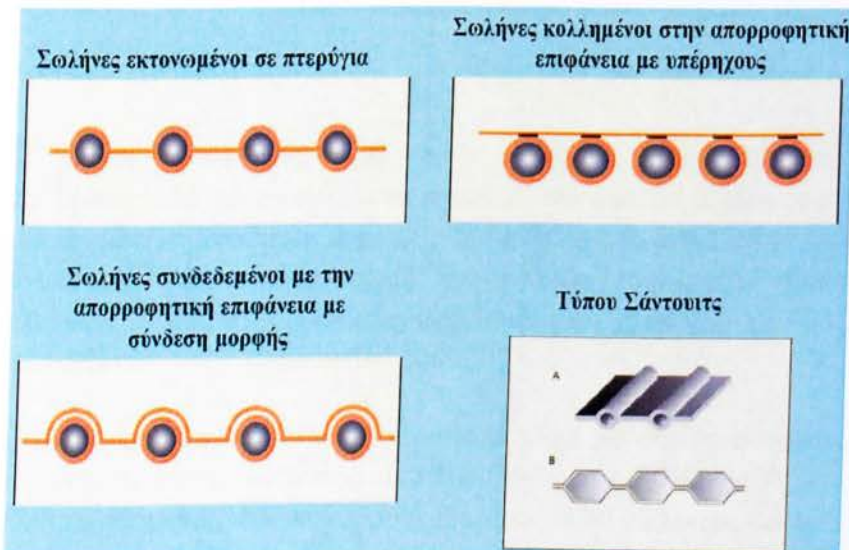 Σωλήνες εκτονωμένοι σε πτερύγια
Σωλήνες κολλημένοι στην απορροφητική
επιφάνεια με υπέρηχους
Σωλήνες συνδεδεμένοι με την
απορροφητική επιφάνεια με
σύνδεση μορφής
Τύπου Σάντουιτς
A
B